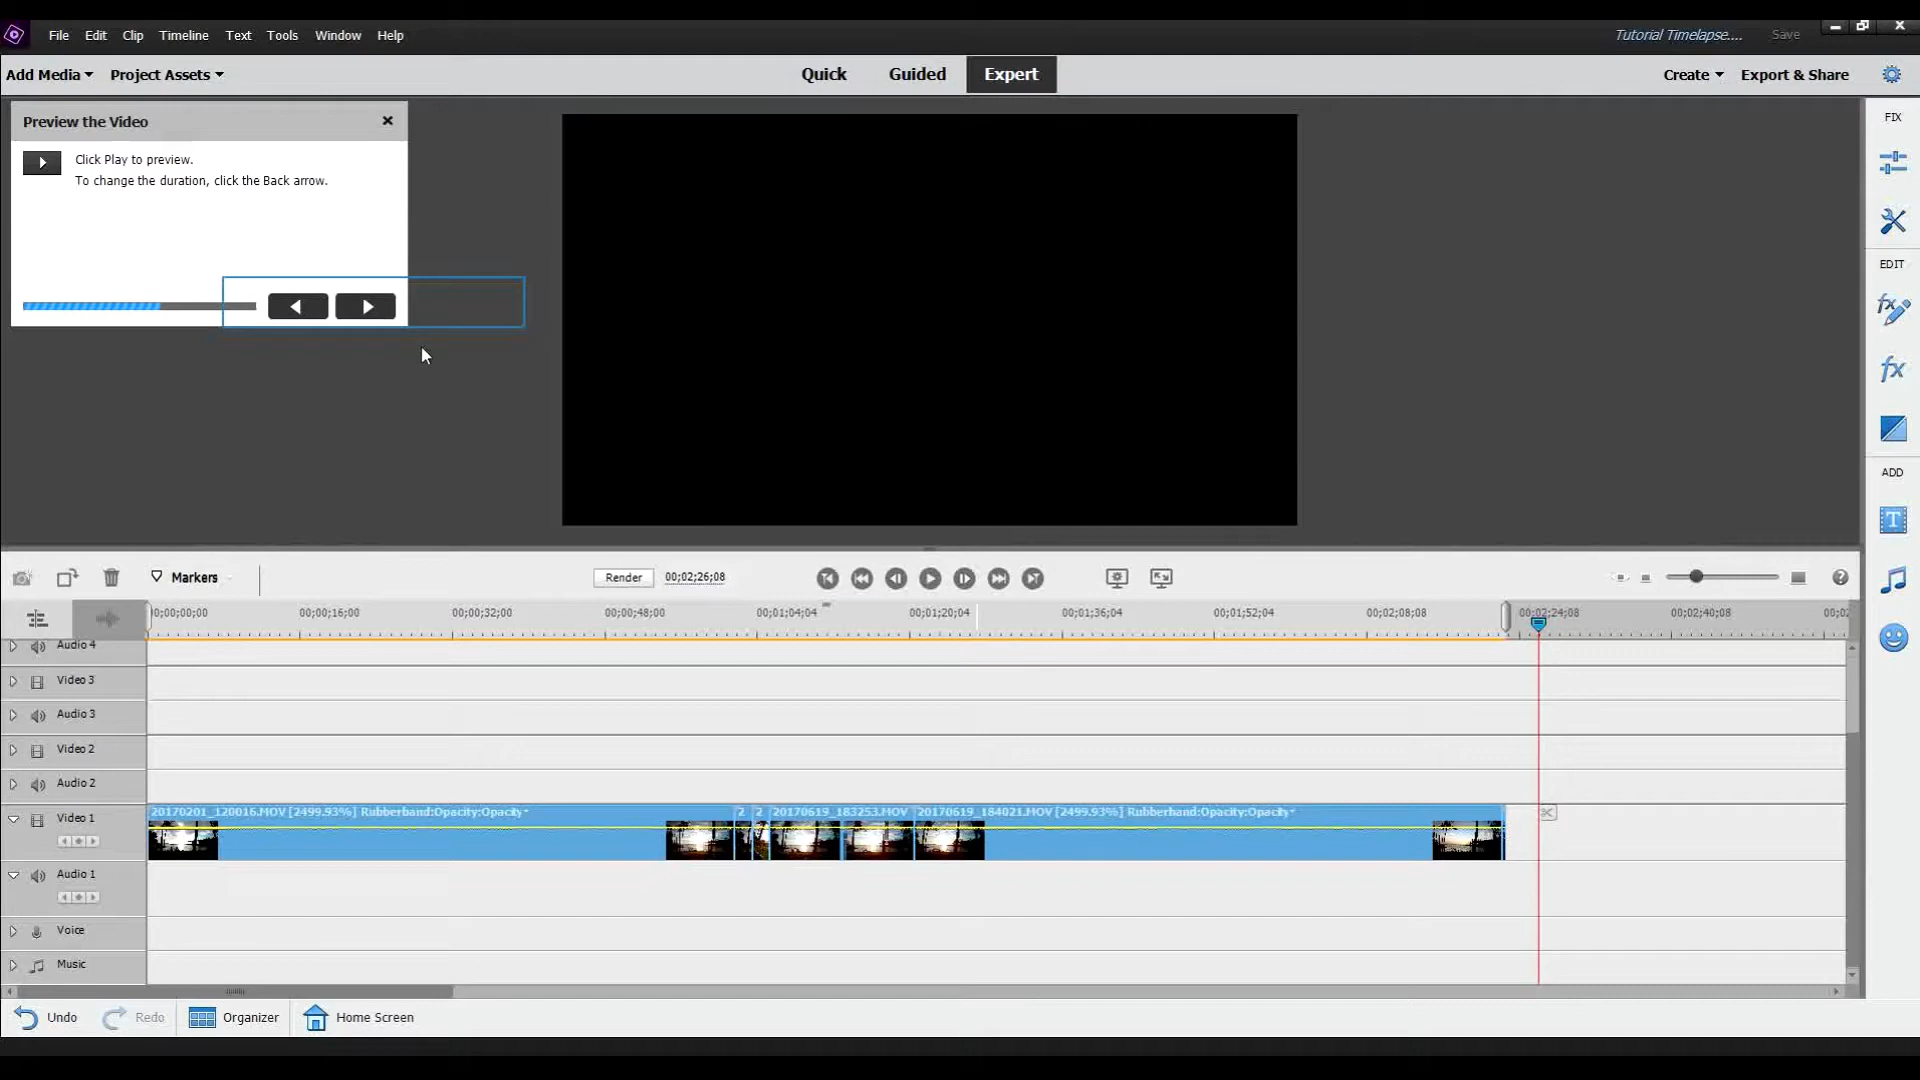 File Edit Clip Timeline Text Tools Window Help
Tutorial Timelapse.... Save
Add Media Project Assets
Quick Guided Expert
Create Export & Share
Preview the Video
Click Play to preview.
To change the duration, click the Back arrow.
FIX
EDIT
fx
fx
ADD
T
Markers
Render 00;02;26;08
00;00;00;00 00;00;16;00 00;00;32;00 00;00;48;00 00;01;04;04 00;01;20;04 00;01;36;04 00;01;52;04 00;02;08;08 00;02;24;08 00;02;40;08
Audio 4
Video 3
Audio 3
Video 2
Audio 2
Video 1
20170201_120016.MOV [2499.93%] Rubberband:Opacity:Opacity 2 2 20170619_183253.MOV 20170619_184021.MOV [2499.93%] Rubberband:Opacity:Opacity
Audio 1
Voice
Music
Undo Redo Organizer Home Screen